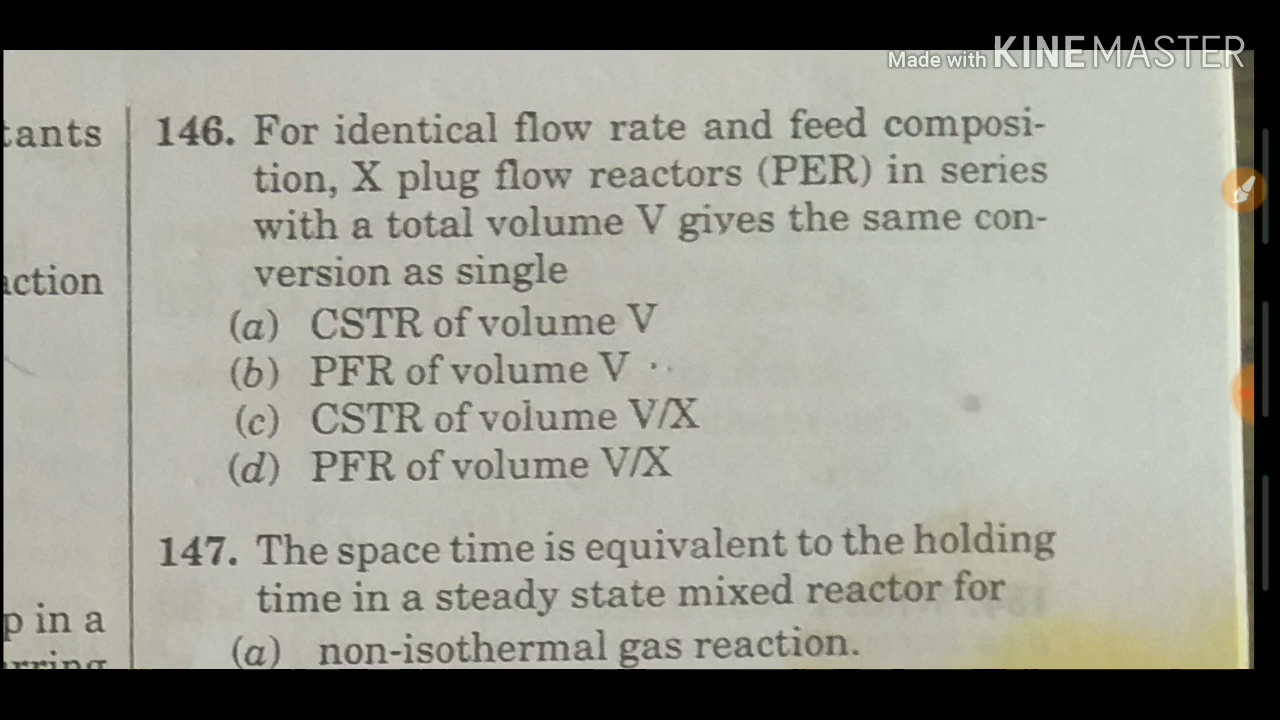 Made with KINEMASTER
tants
action
p in a
146. For identical flow rate and feed composi-
tion, X plug flow reactors (PER) in series
with a total volume V gives the same con-
version as single
(a) CSTR of volume V
(b) PFR of volume V
(c) CSTR of volume V/X
(d) PFR of volume V/X
147. The space time is equivalent to the holding
time in a steady state mixed reactor for
(a) non-isothermal gas reaction.